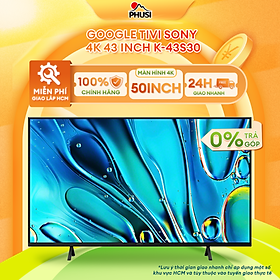 PHUSI
GOOGLE TIVI SONY
4K 43 INCH K-43S30
MIỄN PHÍ
GIAO LẮP HCM
100%
CHÍNH HÃNG
MÀN HÌNH 4K
50INCH
24H
GIAO NHANH
0% TRẢ
GÓP
*Lưu ý thời gian giao nhanh chỉ áp dụng một số
khu vực HCM và tùy thuộc vào tuyến giao thực tế